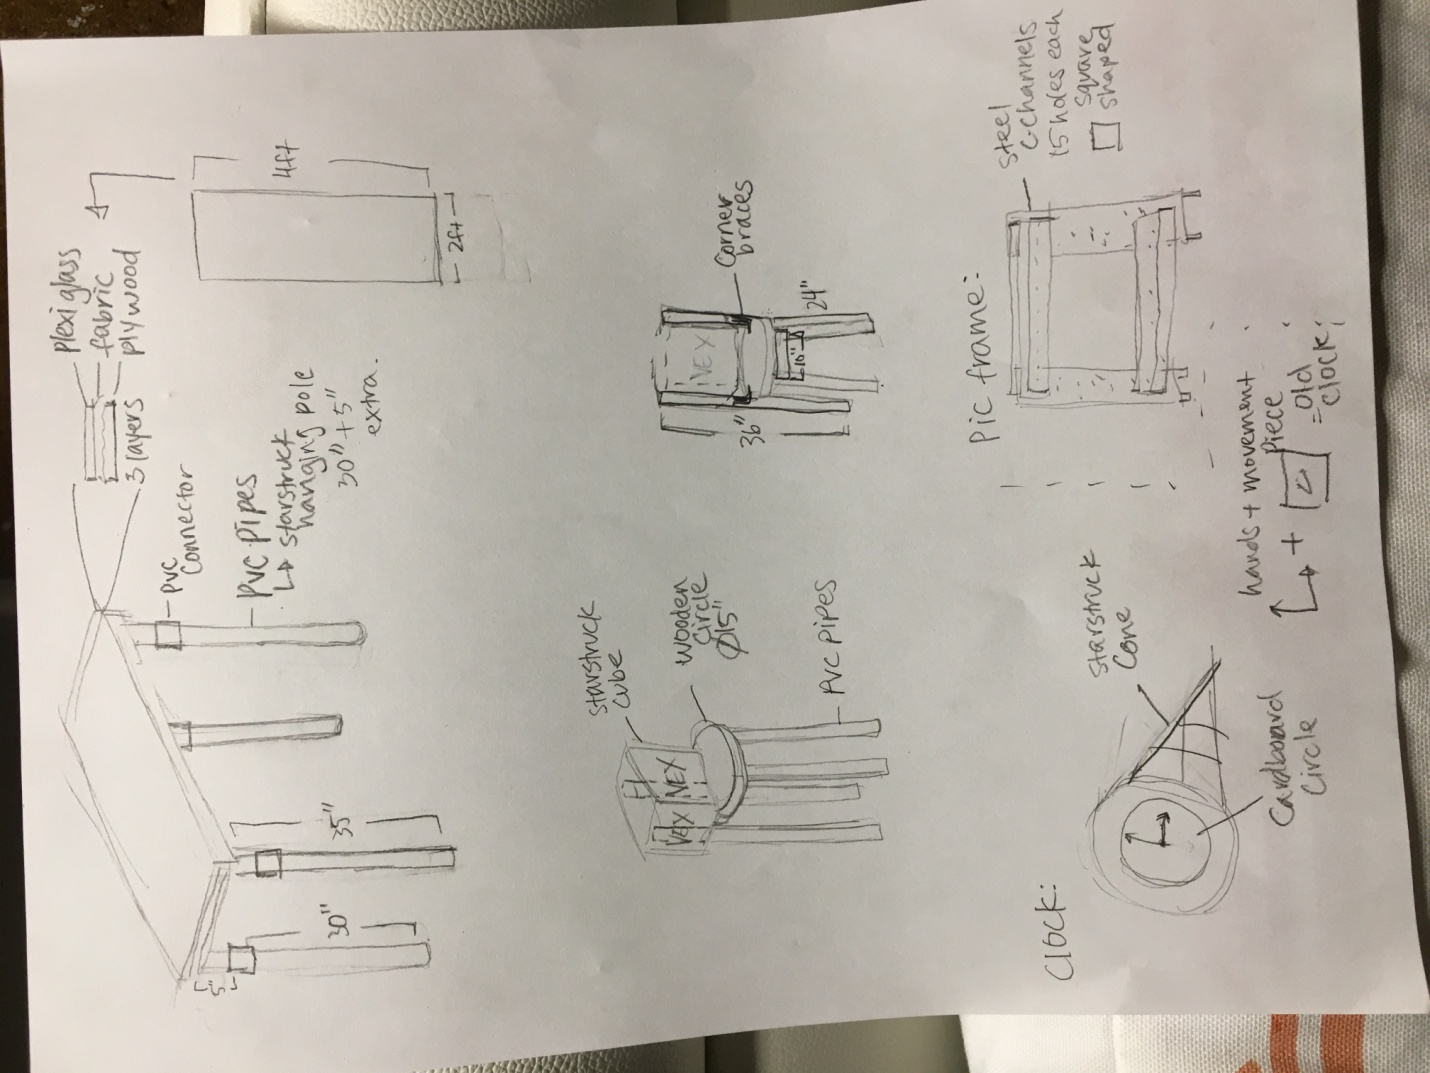 plexi glass
fabric
plywood
3 layers
4ft
2ft
PVC
Connector
PVC Pipes
↳ Starstruck
hanging pole
30" + 5"
extra.
5"
30"
35"
Starstruck
Cube
Wooden
Circle
Ø15"
VEX
VEX
PVC PIPES
Corner
braces
VEX
36"
16"
24"
Clock:
Starstruck
Cone
Cardboard
Circle
hands + movement
piece
+
= old
clock:
Pic frame:
Steel
C-channels
15 holes each
square
shaped